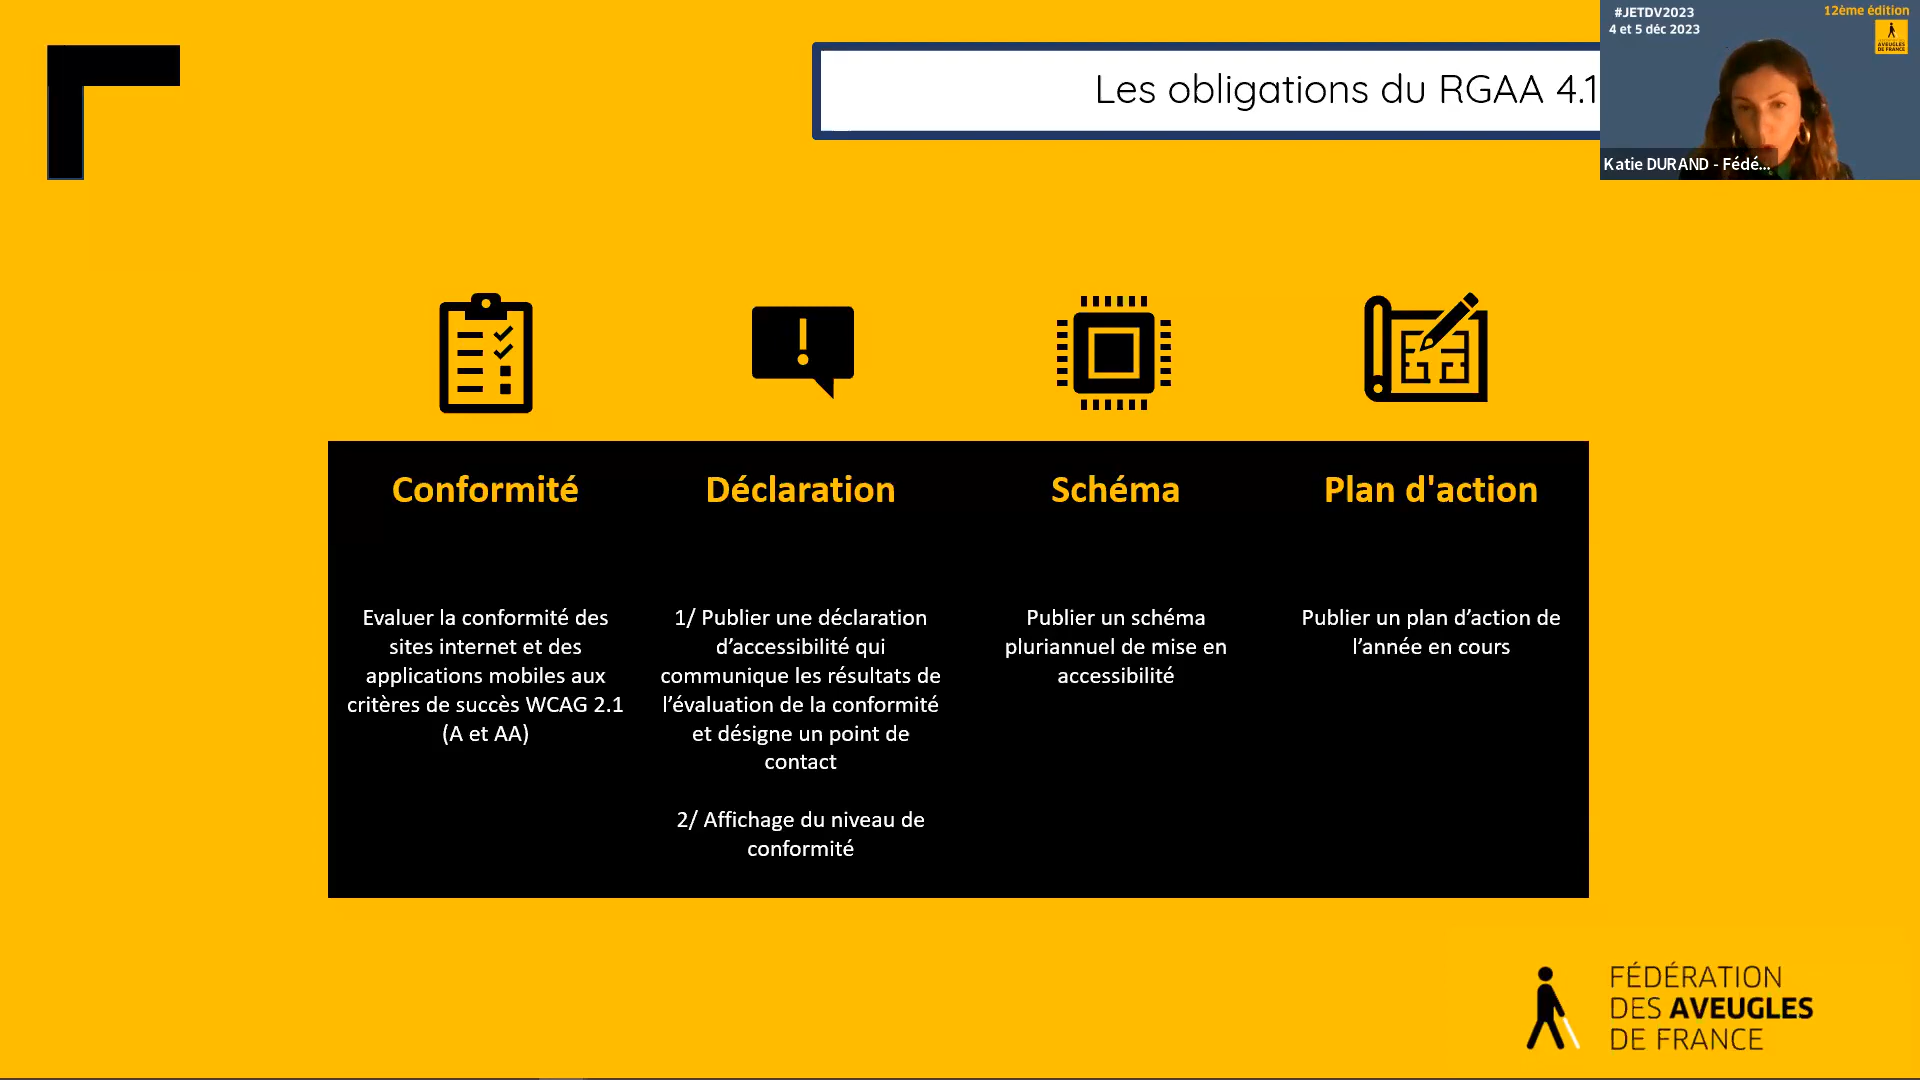 Les obligations du RGAA 4.1
#JETDV2023
4 et 5 déc 2023
12ème édition
AVEUGLES
DE FRANCE
Katie DURAND - Fédé...
Conformité
Evaluer la conformité des
sites internet et des
applications mobiles aux
critères de succès WCAG 2.1
(A et AA)
Déclaration
1/ Publier une déclaration
d’accessibilité qui
communique les résultats de
l’évaluation de la conformité
et désigne un point de
contact
2/ Affichage du niveau de
conformité
Schéma
Publier un schéma
pluriannuel de mise en
accessibilité
Plan d'action
Publier un plan d’action de
l’année en cours
FÉDÉRATION
DES AVEUGLES
DE FRANCE